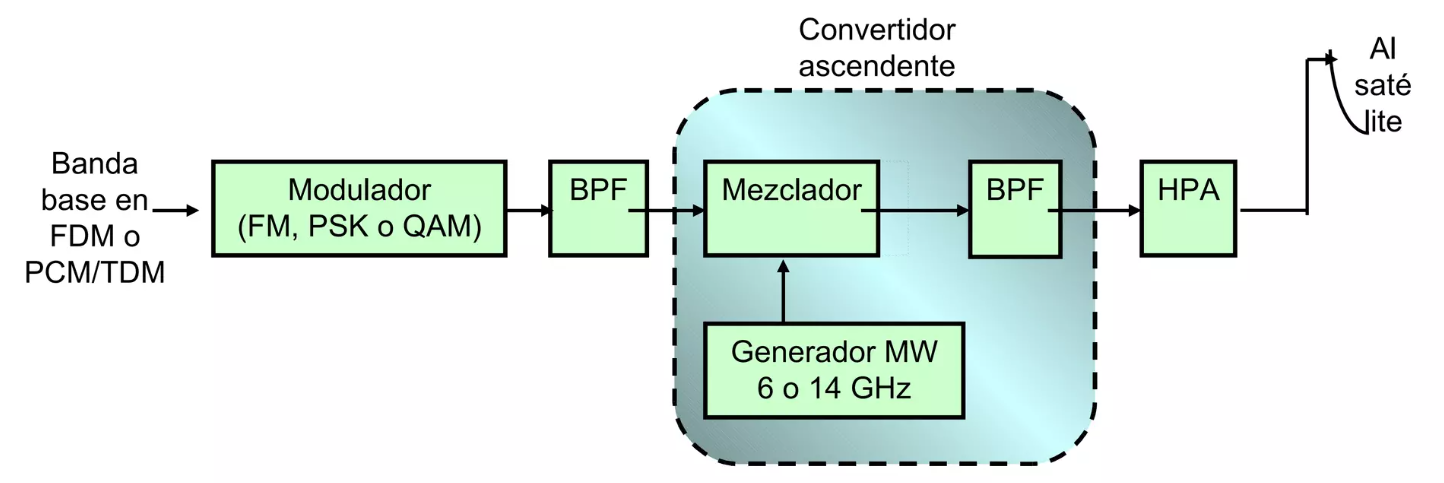 Convertidor
ascendente
Al
saté
lite
Banda
base en
FDM o
PCM/TDM
Modulador
(FM, PSK o QAM)
BPF
Mezclador
BPF
HPA
Generador MW
6 o 14 GHz